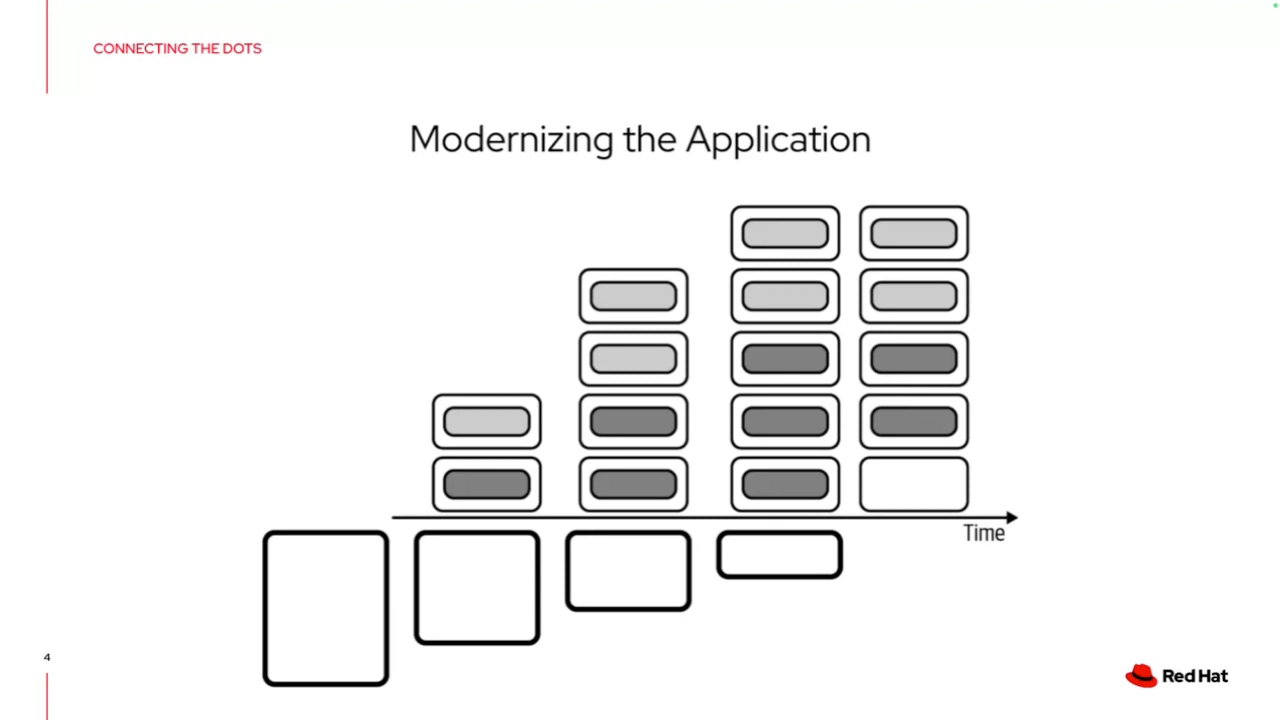 CONNECTING THE DOTS
Modernizing the Application
Time
4
Red Hat